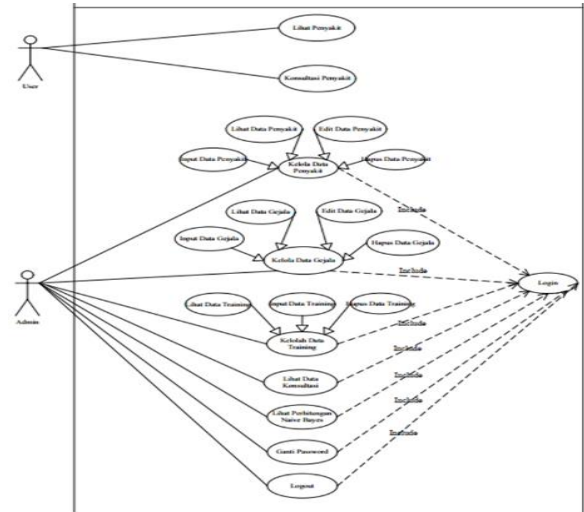 Lihat Penyakit
User
Konsultasi Penyakit
Lihat Data Penyakit
Edit Data Penyakit
Input Data Penyakit
Kelola Data
Penyakit
Hapus Data Penyakit
Include
Lihat Data Gejala
Edit Data Gejala
Input Data Gejala
Hapus Data Gejala
Kelola Data Gejala
Include
Login
Admin
Lihat Data Training
Input Data Training
Hapus Data Training
Include
Kelolah Data
Training
Include
Lihat Data
Konsultasi
Include
Lihat Perhitungan
Naive Bayes
Include
Ganti Password
Include
Logout